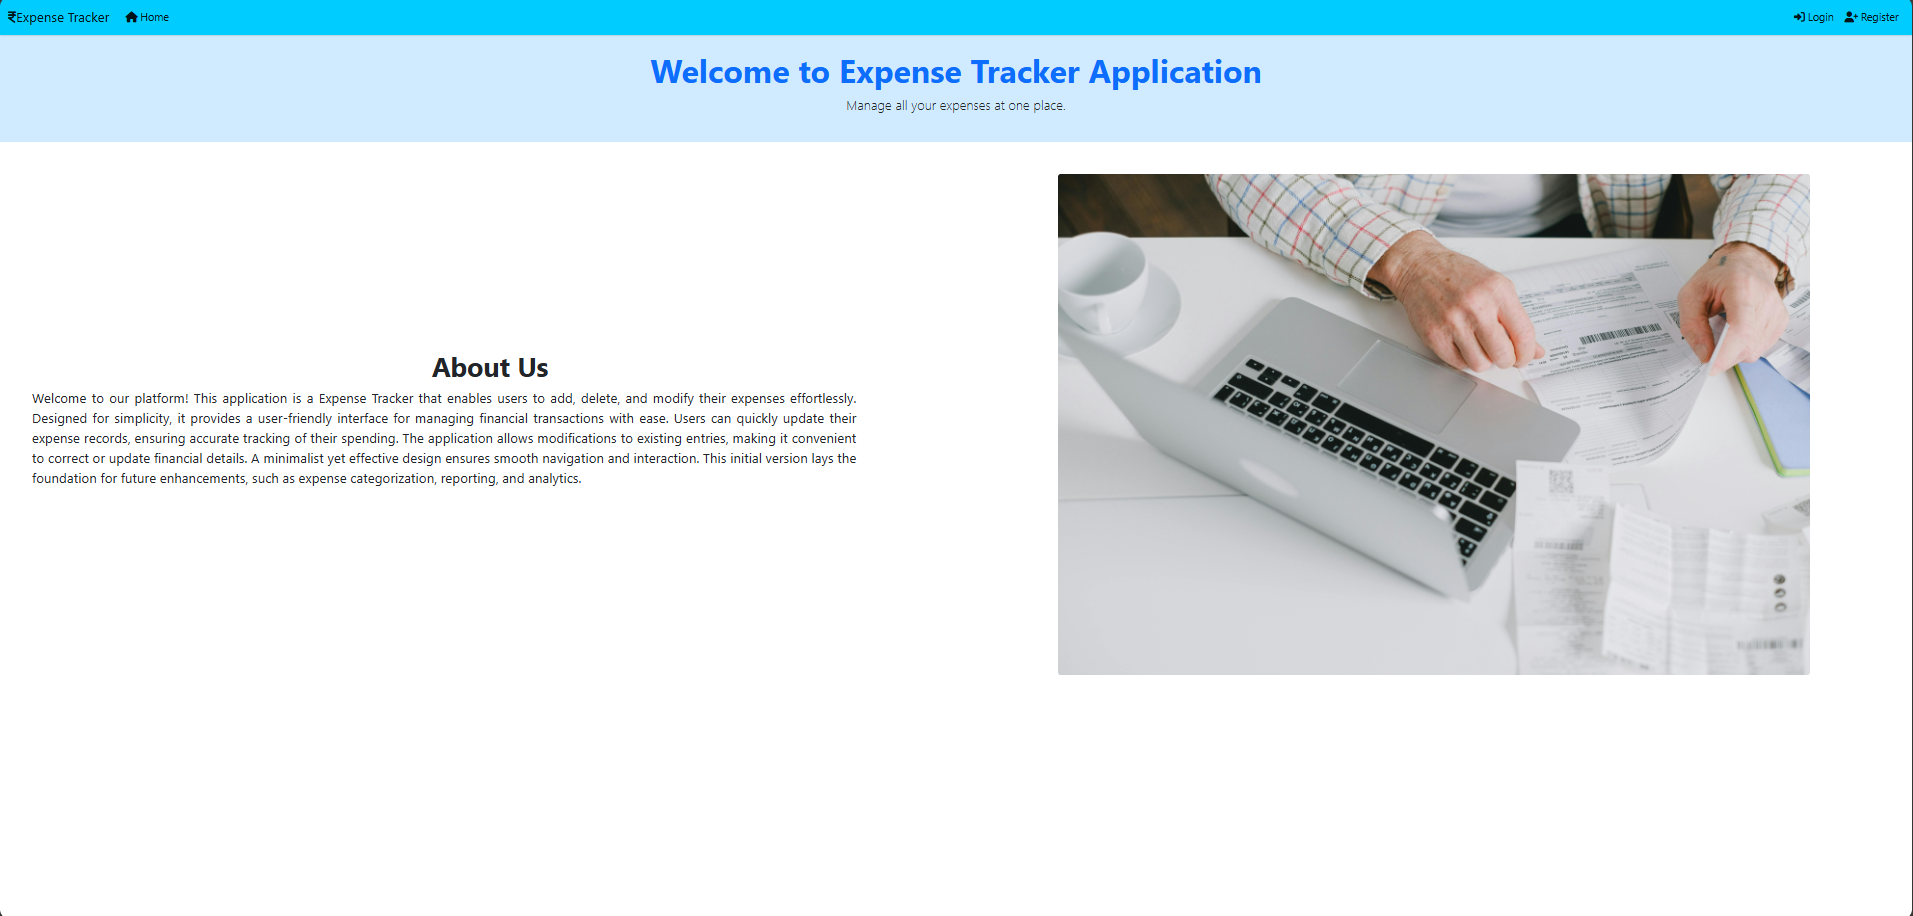 ₹Expense Tracker Home Login Register
Welcome to Expense Tracker Application
Manage all your expenses at one place.
About Us
Welcome to our platform! This application is a Expense Tracker that enables users to add, delete, and modify their expenses effortlessly.
Designed for simplicity, it provides a user-friendly interface for managing financial transactions with ease. Users can quickly update their
expense records, ensuring accurate tracking of their spending. The application allows modifications to existing entries, making it convenient
to correct or update financial details. A minimalist yet effective design ensures smooth navigation and interaction. This initial version lays the
foundation for future enhancements, such as expense categorization, reporting, and analytics.